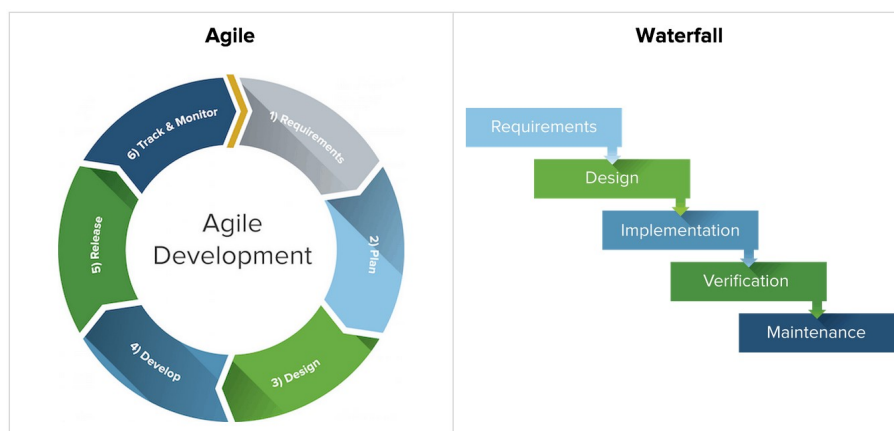 Agile
1) Requirements
2) Plan
3) Design
4) Develop
5) Release
6) Track & Monitor
Agile
Development
Waterfall
Requirements
Design
Implementation
Verification
Maintenance